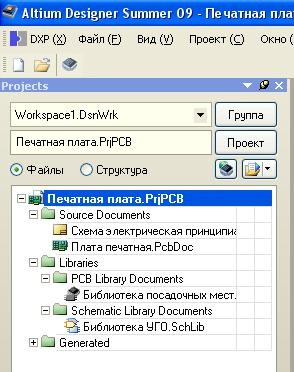 Altium Designer Summer 09 - Печатная пла
DXP (X) Файл (F) Вид (V) Проект (C) Окно (
Projects
Workspace1.DsnWrk Группа
Печатная плата.PrjPCB Проект
Файлы Структура
Печатная плата.PrjPCB
Source Documents
Схема электрическая принципиа
Плата печатная.PcbDoc
Libraries
PCB Library Documents
Библиотека посадочных мест.
Schematic Library Documents
Библиотека УГО.SchLib
Generated